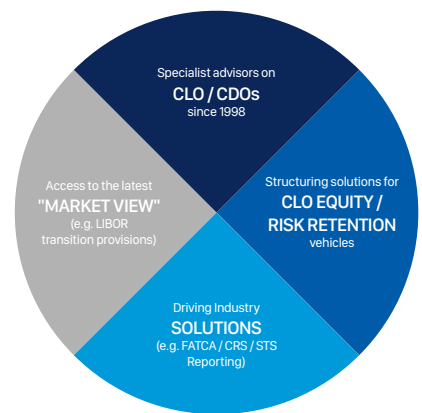 Specialist advisors on
CLO / CDOs
since 1998
Access to the latest
"MARKET VIEW"
(e.g. LIBOR
transition provisions)
Structuring solutions for
CLO EQUITY /
RISK RETENTION
vehicles
Driving Industry
SOLUTIONS
(e.g. FATCA / CRS / STS
Reporting)